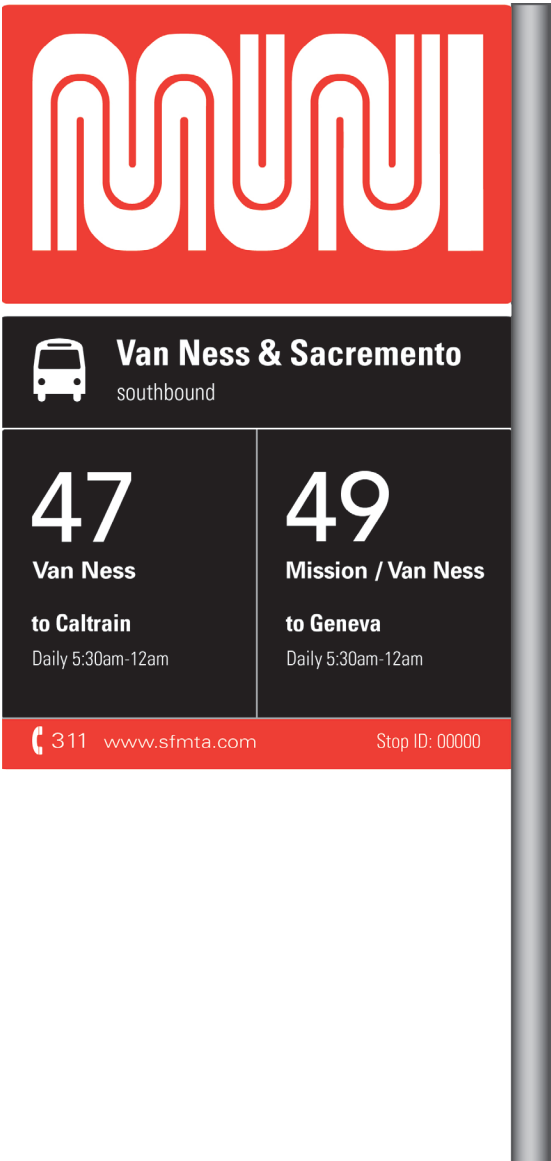 MUNI
Van Ness & Sacremento
southbound
47
Van Ness
to Caltrain
Daily 5:30am-12am
49
Mission / Van Ness
to Geneva
Daily 5:30am-12am
311 www.sfmta.com Stop ID: 00000